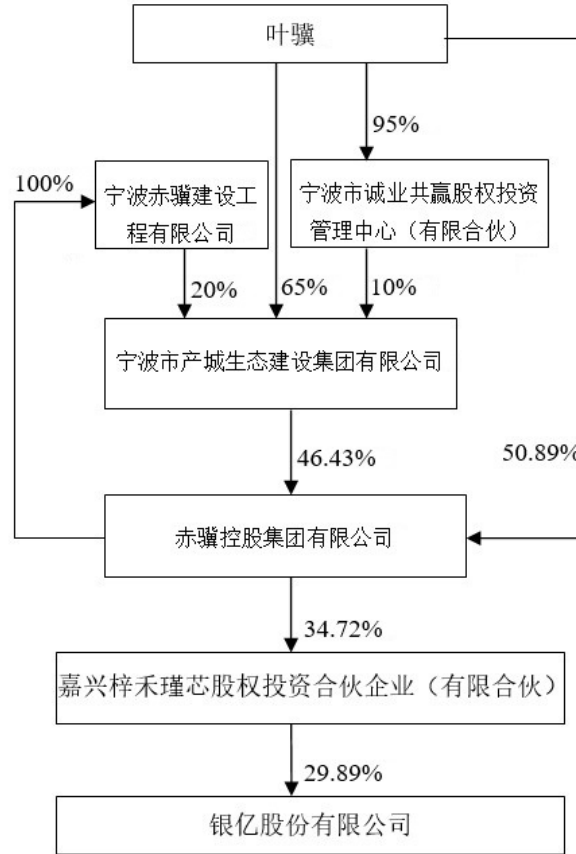 叶骥
95%
100%
宁波赤骥建设工
程有限公司
宁波市诚业共赢股权投资
管理中心（有限合伙）
20%
65%
10%
宁波市产城生态建设集团有限公司
46.43%
50.89%
赤骥控股集团有限公司
34.72%
嘉兴梓禾瑾芯股权投资合伙企业（有限合伙）
29.89%
银亿股份有限公司